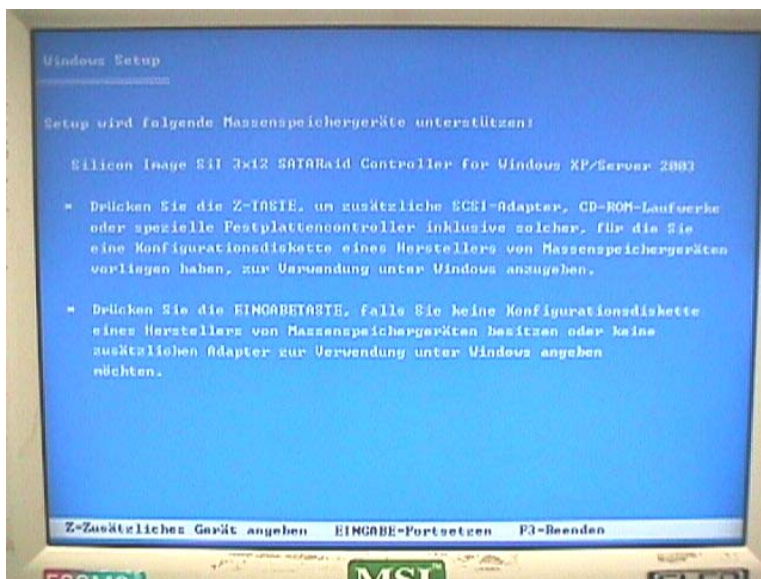 Windows Setup
Setup wird folgende Massenspeichergeräte unterstützen:
Silicon Image SiI 3x12 SATARaid Controller for Windows XP/Server 2003
Drücken Sie die Z-TASTE, um zusätzliche SCSI-Adapter, CD-ROM-Laufwerke
oder spezielle Festplattencontroller inklusive solcher, für die Sie
eine Konfigurationsdiskette eines Herstellers von Massenspeichergeräten
vorliegen haben, zur Verwendung unter Windows anzugeben.
Drücken Sie die EINGABETASTE, falls Sie keine Konfigurationsdiskette
eines Herstellers von Massenspeichergeräten besitzen oder keine
zusätzlichen Adapter zur Verwendung unter Windows angeben
möchten.
Z=Zusätzliches Gerät angeben EINGABE=Fortsetzen F3=Beenden
MSI